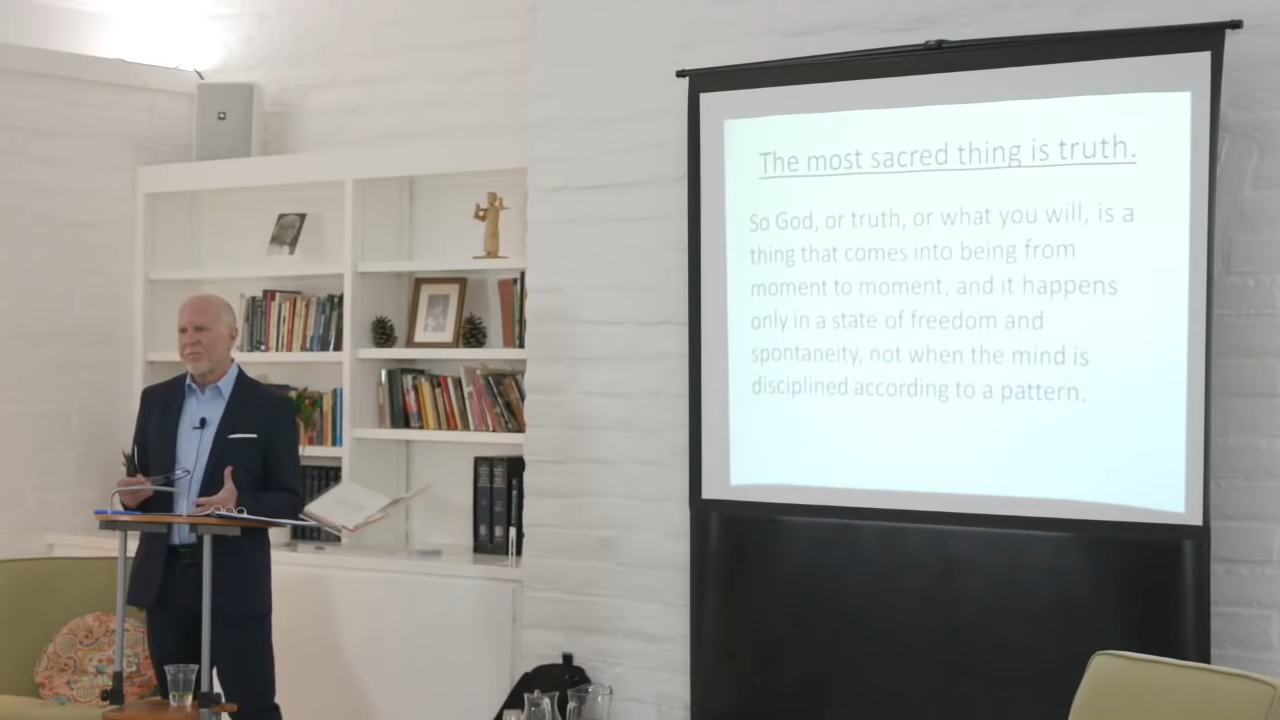 The most sacred thing is truth.
So God, or truth, or what you will, is a
thing that comes into being from
moment to moment, and it happens
only in a state of freedom and
spontaneity, not when the mind is
disciplined according to a pattern.